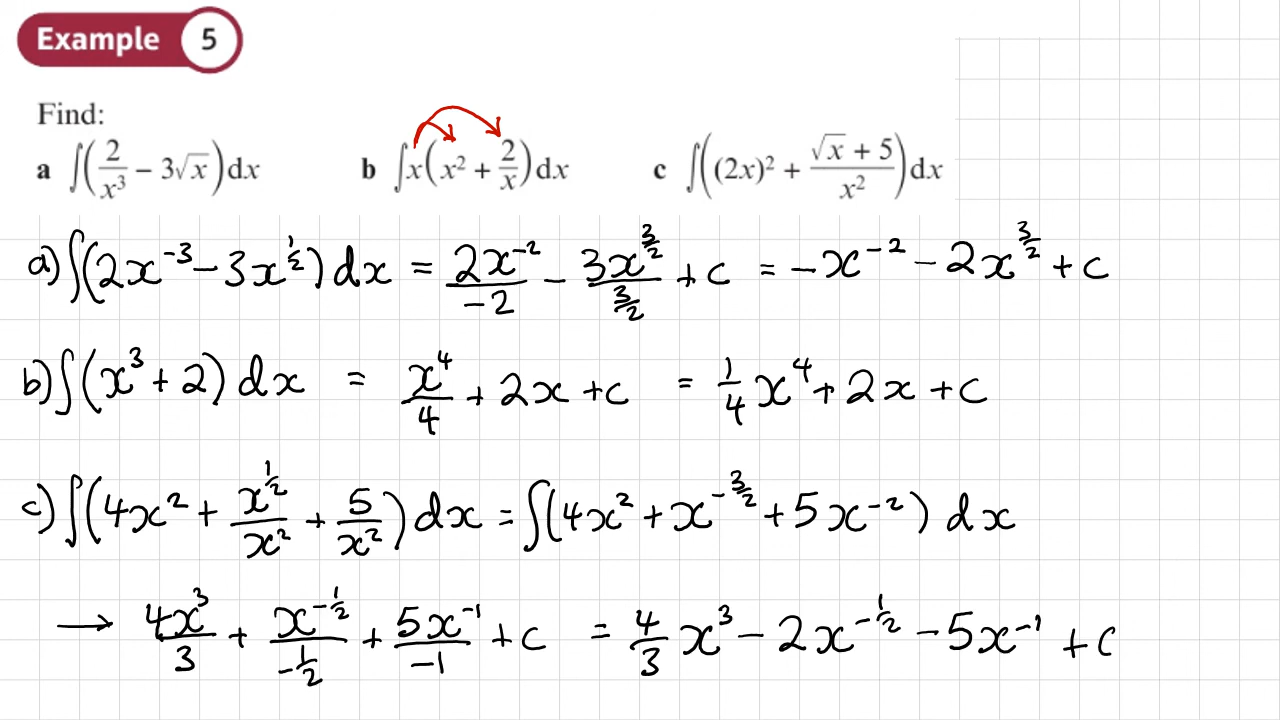 Example 5
Find:
a ∫(2/x³ − 3√x)dx b ∫x(x² + 2/x)dx c ∫((2x)² + (√x + 5)/x²)dx
a) ∫(2x⁻³ − 3x^(1/2)) dx = 2x⁻²/−2 − 3x^(3/2)/(3/2) + c = −x⁻² − 2x^(3/2) + c
b) ∫(x³ + 2) dx = x⁴/4 + 2x + c = 1/4 x⁴ + 2x + c
c) ∫(4x² + x^(1/2)/x² + 5/x²) dx = ∫(4x² + x^(−3/2) + 5x⁻²) dx
→ 4x³/3 + x^(−1/2)/(−1/2) + 5x⁻¹/−1 + c = 4/3 x³ − 2x^(−1/2) − 5x⁻¹ + c